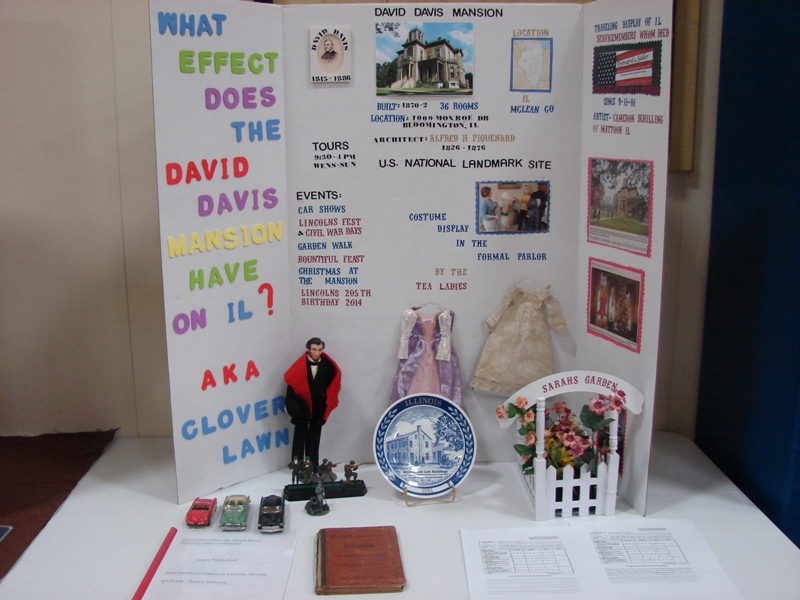 WHAT
EFFECT
DOES
THE
DAVID
DAVIS
MANSION
HAVE
ON IL?
AKA
CLOVER
LAWN
DAVID DAVIS
1815-1886
DAVID DAVIS MANSION
BUILT: 1870-2 36 ROOMS
LOCATION: 1000 MONROE DR
BLOOMINGTON, IL
ARCHITECT: ALFRED H PIQUENARD
1826-1876
U.S. NATIONAL LANDMARK SITE
LOCATION
IL
MCLEAN CO
TOURS
9:30-4 PM
WENS-SUN
EVENTS:
CAR SHOWS
LINCOLNS FEST
& CIVIL WAR DAYS
GARDEN WALK
BOUNTIFUL FEAST
CHRISTMAS AT
THE MANSION
LINCOLNS 205TH
BIRTHDAY 2014
COSTUME
DISPLAY
IN THE
FORMAL PARLOR
BY THE
TEA LADIES
TRAVELING DISPLAY OF IL
SERVICEMEMBERS WHOM DIED
SINCE 9-11-01
ARTIST-CAMERON SCHILLING
OF MATTOON IL
SARAHS GARDEN
ILLINOIS